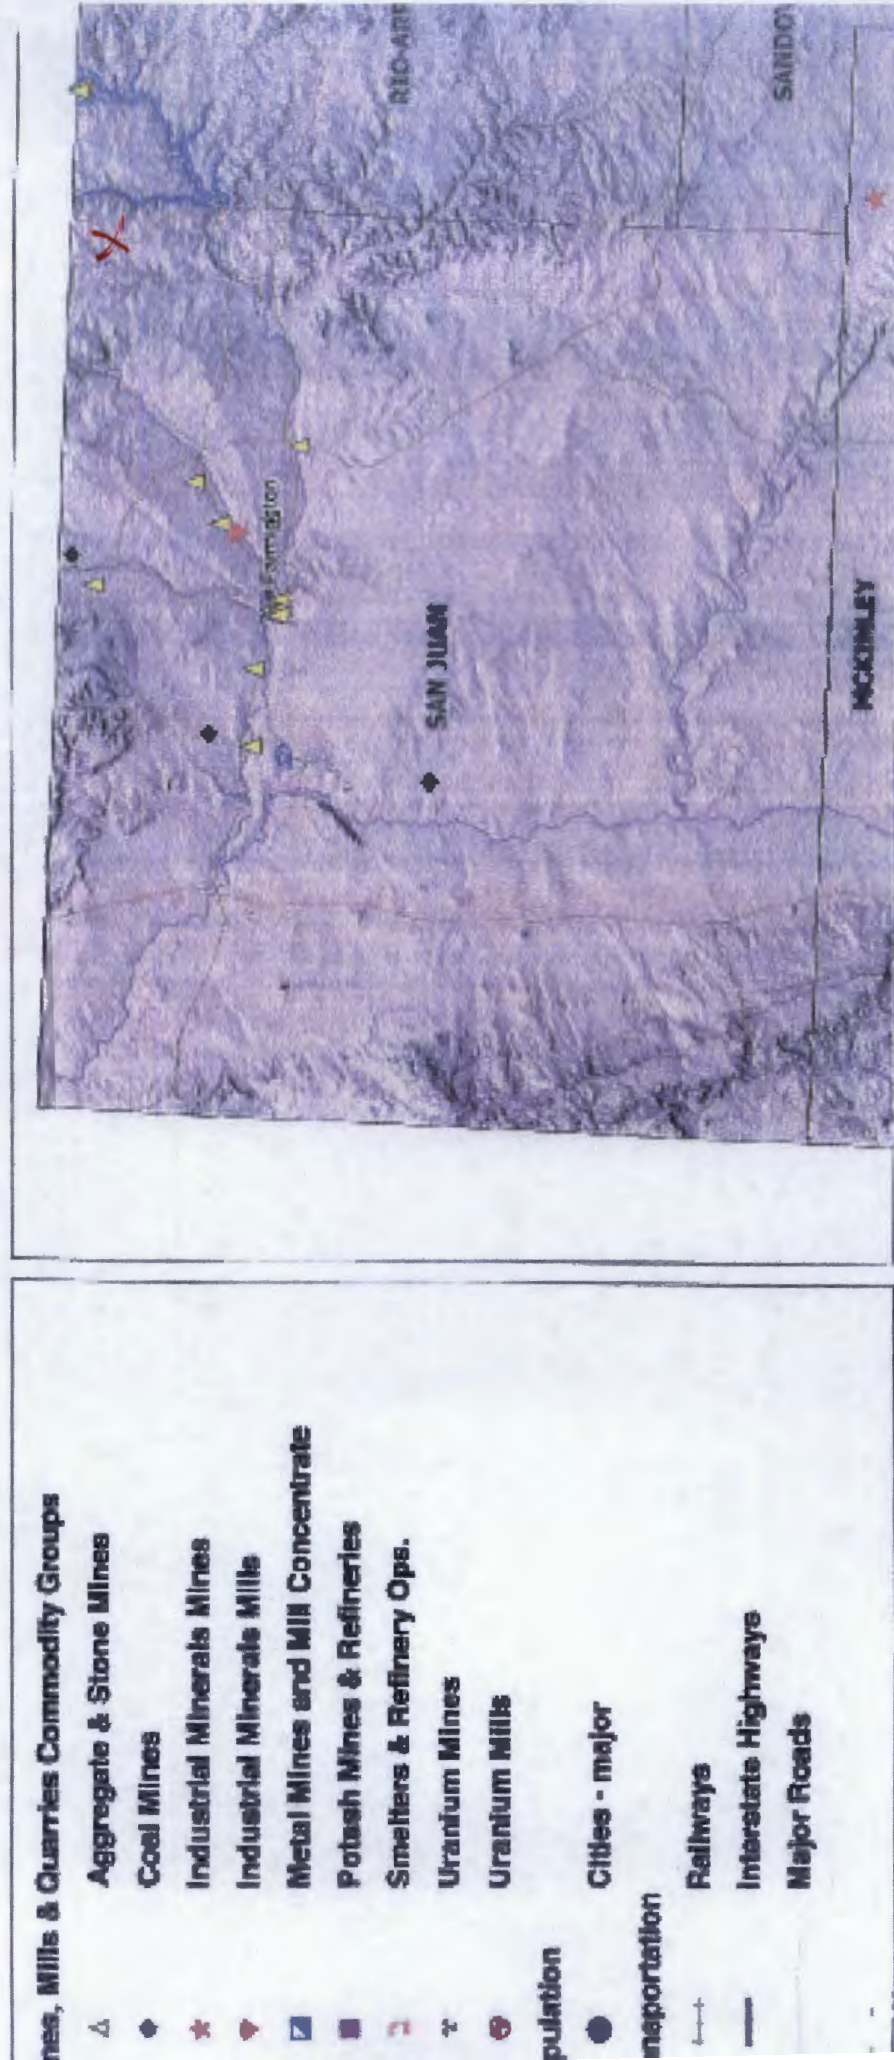 nes, Mills & Quarries Commodity Groups
Aggregate & Stone Mines
Coal Mines
Industrial Minerals Mines
Industrial Minerals Mills
Metal Mines and Mill Concentrate
Potash Mines & Refineries
Smelters & Refinery Ops.
Uranium Mines
Uranium Mills
pulation
Cities - major
nsportation
Railways
Interstate Highways
Major Roads
RIO ARR
SANDO
Farmington
SAN JUAN
MCKINLEY
X